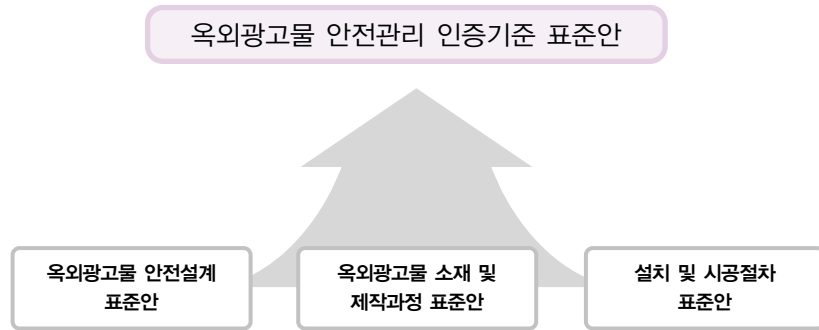 옥외광고물 안전관리 인증기준 표준안
옥외광고물 안전설계
표준안
옥외광고물 소재 및
제작과정 표준안
설치 및 시공절차
표준안